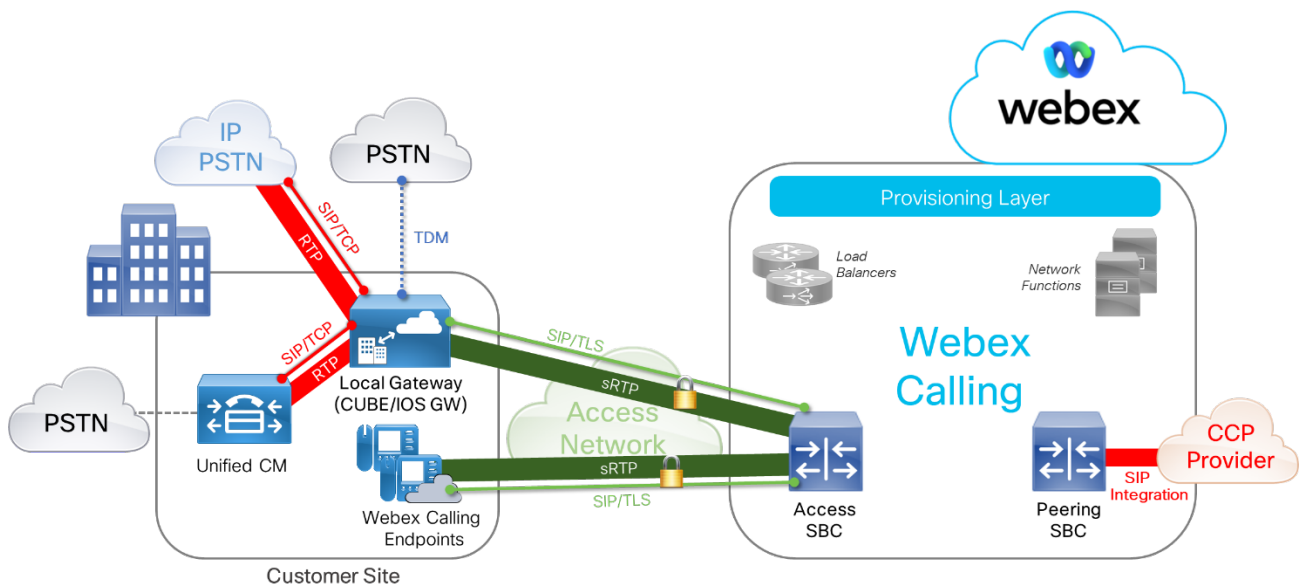 webex
IP
PSTN
PSTN
Provisioning Layer
SIP/TCP
RTP
TDM
Load
Balancers
Network
Functions
SIP/TCP
RTP
SIP/TLS
sRTP
Webex
Calling
Local Gateway
(CUBE/IOS GW)
Access
Network
PSTN
CCP
Provider
Unified CM
sRTP
SIP/TLS
SIP
Integration
Webex Calling
Endpoints
Access
SBC
Peering
SBC
Customer Site